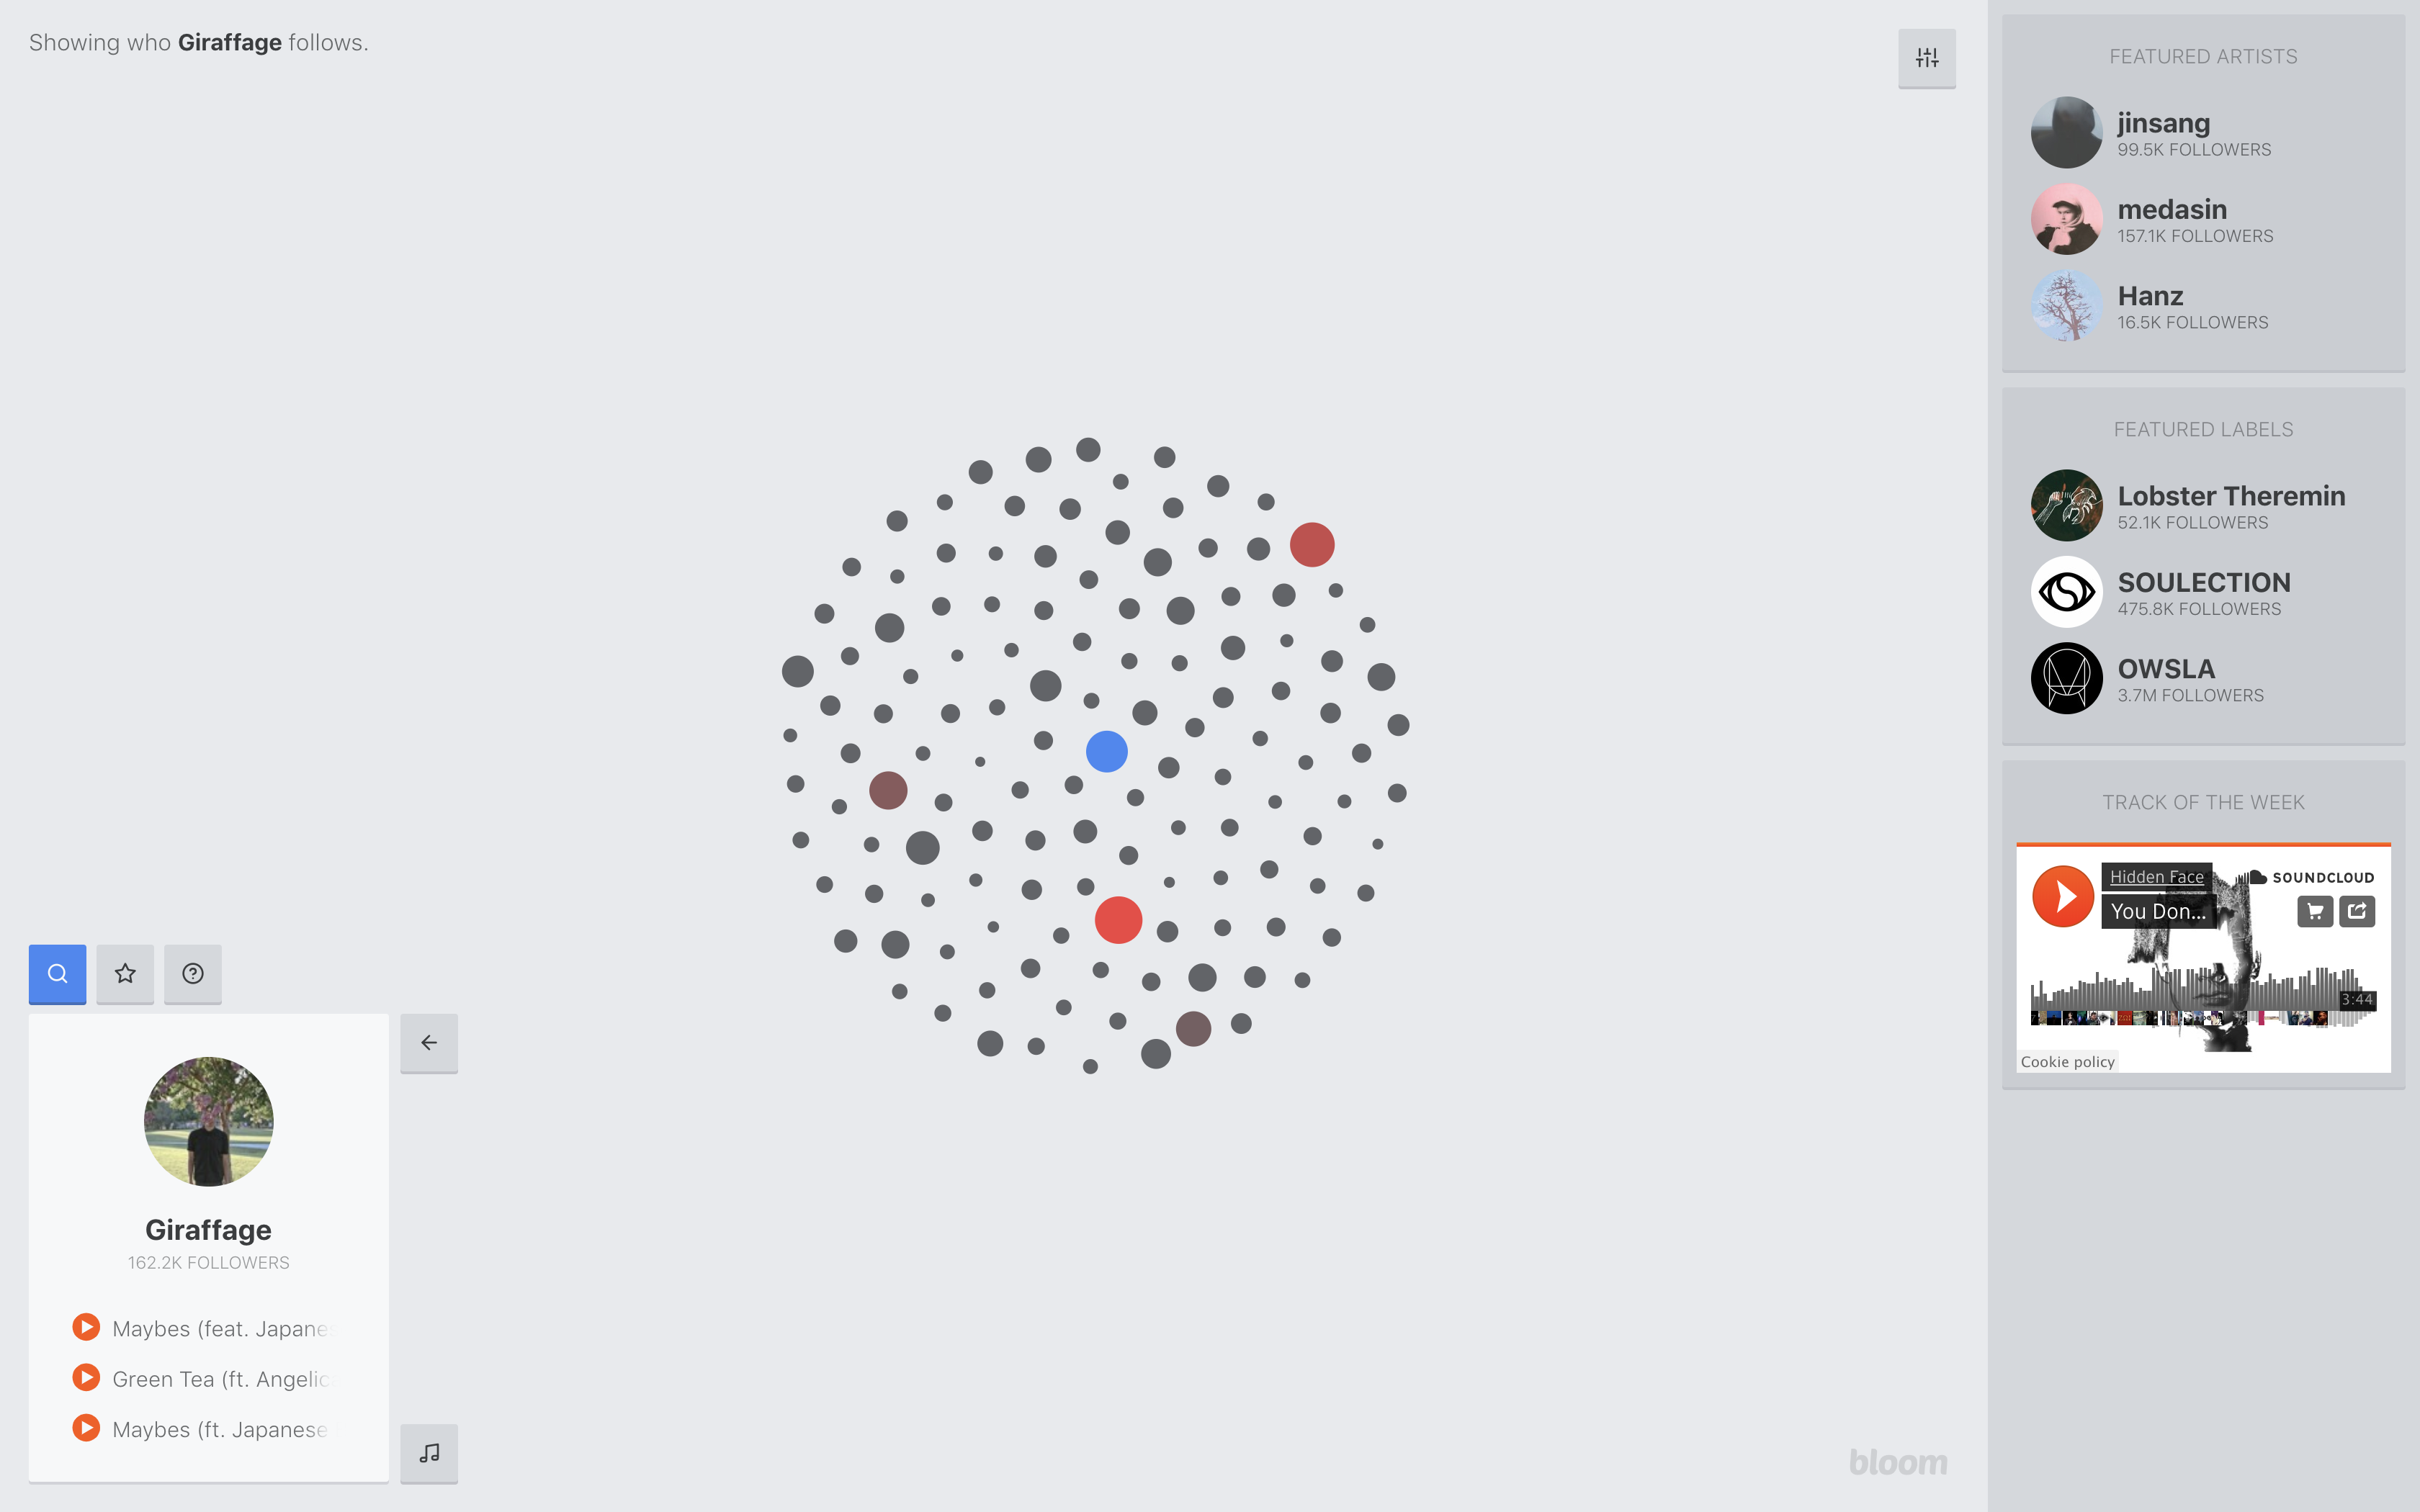 Showing who Giraffage follows.
FEATURED ARTISTS
jinsang
99.5K FOLLOWERS
medasin
157.1K FOLLOWERS
Hanz
16.5K FOLLOWERS
FEATURED LABELS
Lobster Theremin
52.1K FOLLOWERS
SOULECTION
475.8K FOLLOWERS
OWSLA
3.7M FOLLOWERS
TRACK OF THE WEEK
Hidden Face
SOUNDCLOUD
You Don...
3:44
Cookie policy
Giraffage
162.2K FOLLOWERS
Maybes (feat. Japanes
Green Tea (ft. Angelica
Maybes (ft. Japanese
bloom